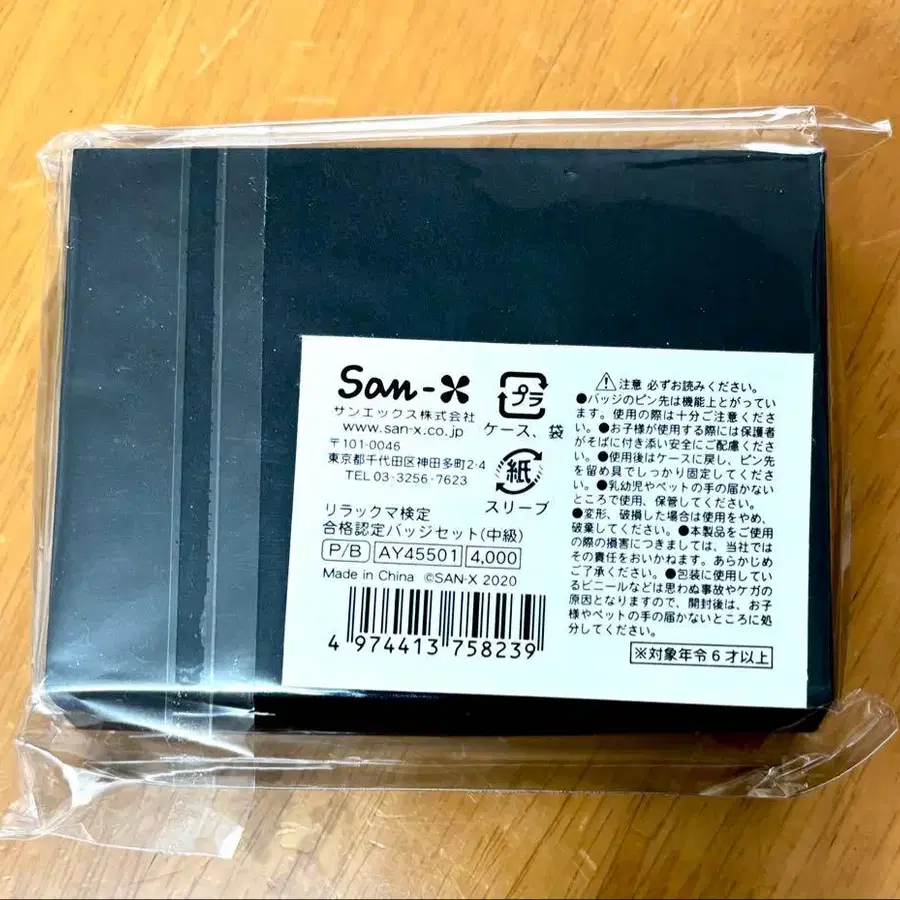 San-X
サンエックス株式会社
www.san-x.co.jp
〒101-0046
東京都千代田区神田多町2-4
TEL 03-3256-7623
プラ
ケース、袋
紙
スリーブ
リラックマ検定
合格認定バッジセット(中級)
P/B AY45501 4,000
Made in China ©SAN-X 2020
4 974413 758239
注意 必ずお読みください。
●バッジのピン先は機能上とがってい
ます。使用の際は十分ご注意くださ
い。●お子様が使用する際には保護者
がそばに付き添い安全にご配慮くださ
い。●使用後はケースに戻し、ピン先
を留め具でしっかり固定してくださ
い。●乳幼児やペットの手の届かない
ところで使用、保管してください。
●変形、破損した場合は使用をやめ、
破棄してください。●本製品をご使用
の際の損害につきましては、当社では
その責任をおいかねます。あらかじめ
ご了承ください。●包装に使用してい
るビニールなどは思わぬ事故やケガの
原因となりますので、開封後は、お子
様やペットの手の届かないところに処
分してください。
※対象年令6才以上